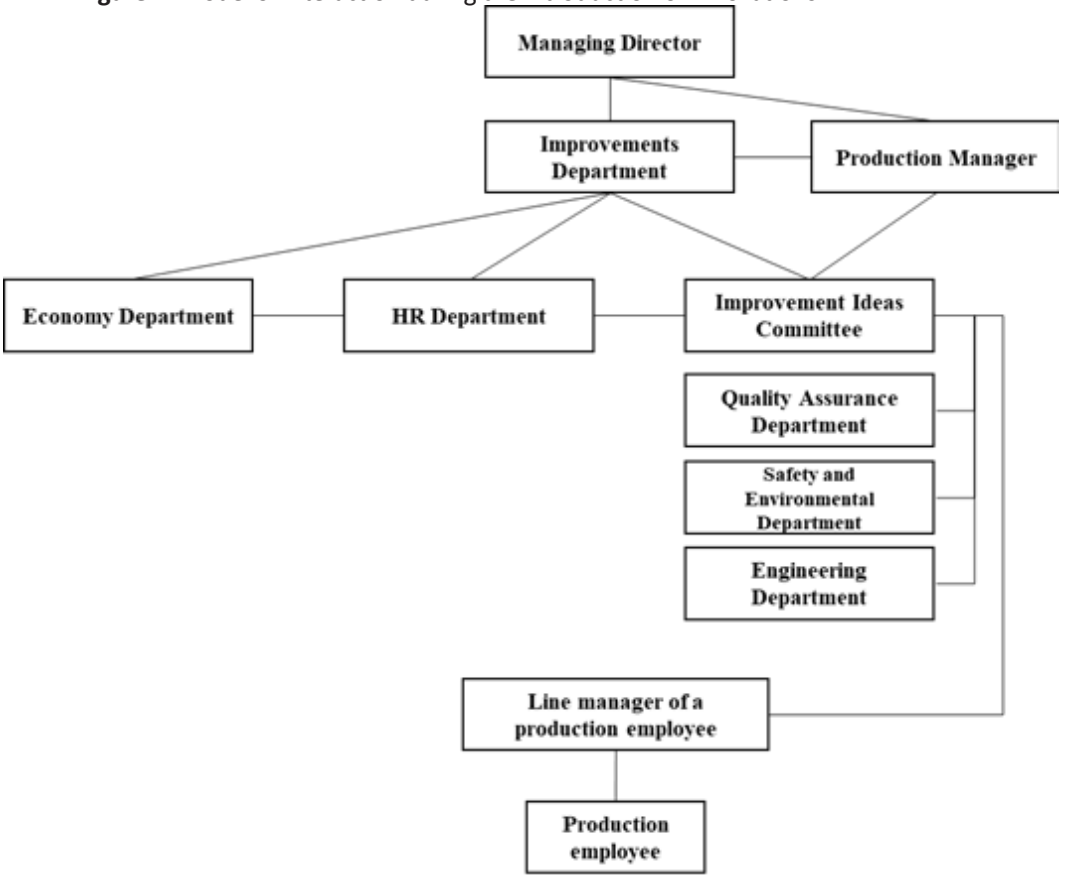 Managing Director
Improvements
Department
Production Manager
Economy Department
HR Department
Improvement Ideas
Committee
Quality Assurance
Department
Safety and
Environmental
Department
Engineering
Department
Line manager of a
production employee
Production
employee